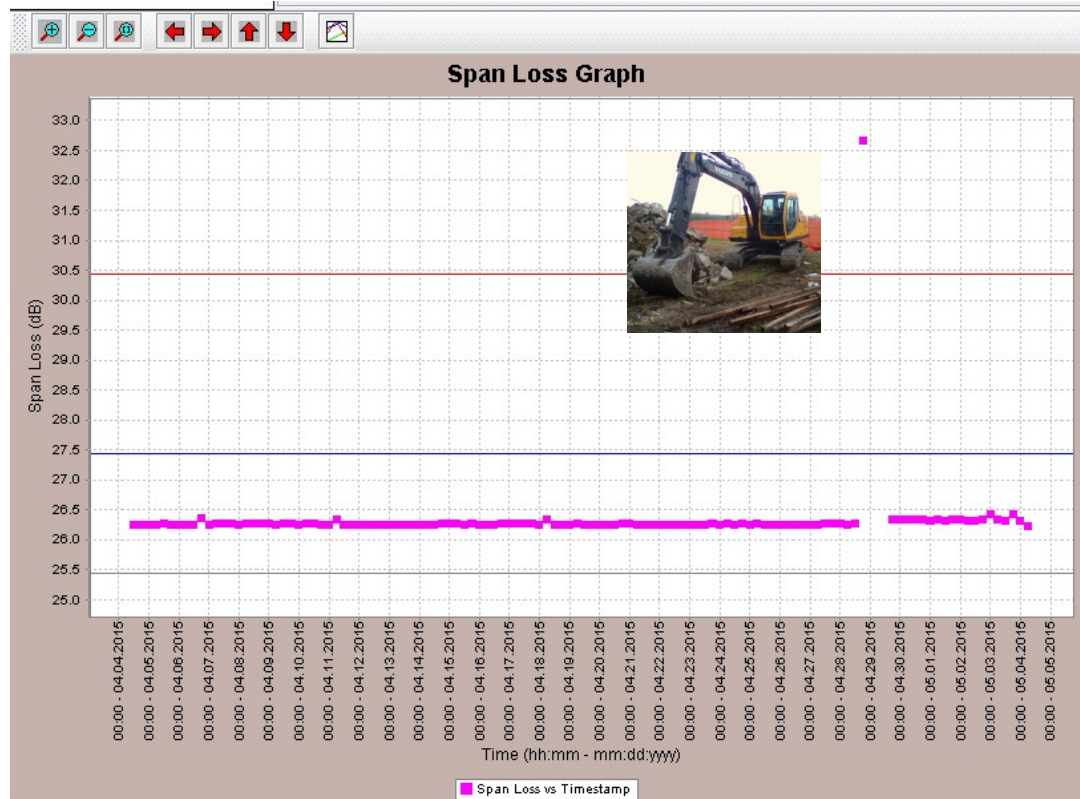 Span Loss Graph
33.0
32.5
32.0
31.5
31.0
30.5
30.0
29.5
29.0
28.5
28.0
27.5
27.0
26.5
26.0
25.5
25.0
Span Loss (dB)
VOLVO
00:00 - 04.04.2015
00:00 - 04.05.2015
00:00 - 04.06.2015
00:00 - 04.07.2015
00:00 - 04.08.2015
00:00 - 04.09.2015
00:00 - 04.10.2015
00:00 - 04.11.2015
00:00 - 04.12.2015
00:00 - 04.13.2015
00:00 - 04.14.2015
00:00 - 04.15.2015
00:00 - 04.16.2015
00:00 - 04.17.2015
00:00 - 04.18.2015
00:00 - 04.19.2015
00:00 - 04.20.2015
00:00 - 04.21.2015
00:00 - 04.22.2015
00:00 - 04.23.2015
00:00 - 04.24.2015
00:00 - 04.25.2015
00:00 - 04.26.2015
00:00 - 04.27.2015
00:00 - 04.28.2015
00:00 - 04.29.2015
00:00 - 04.30.2015
00:00 - 05.01.2015
00:00 - 05.02.2015
00:00 - 05.03.2015
00:00 - 05.04.2015
00:00 - 05.05.2015
Time (hh:mm - mm:dd:yyyy)
Span Loss vs Timestamp